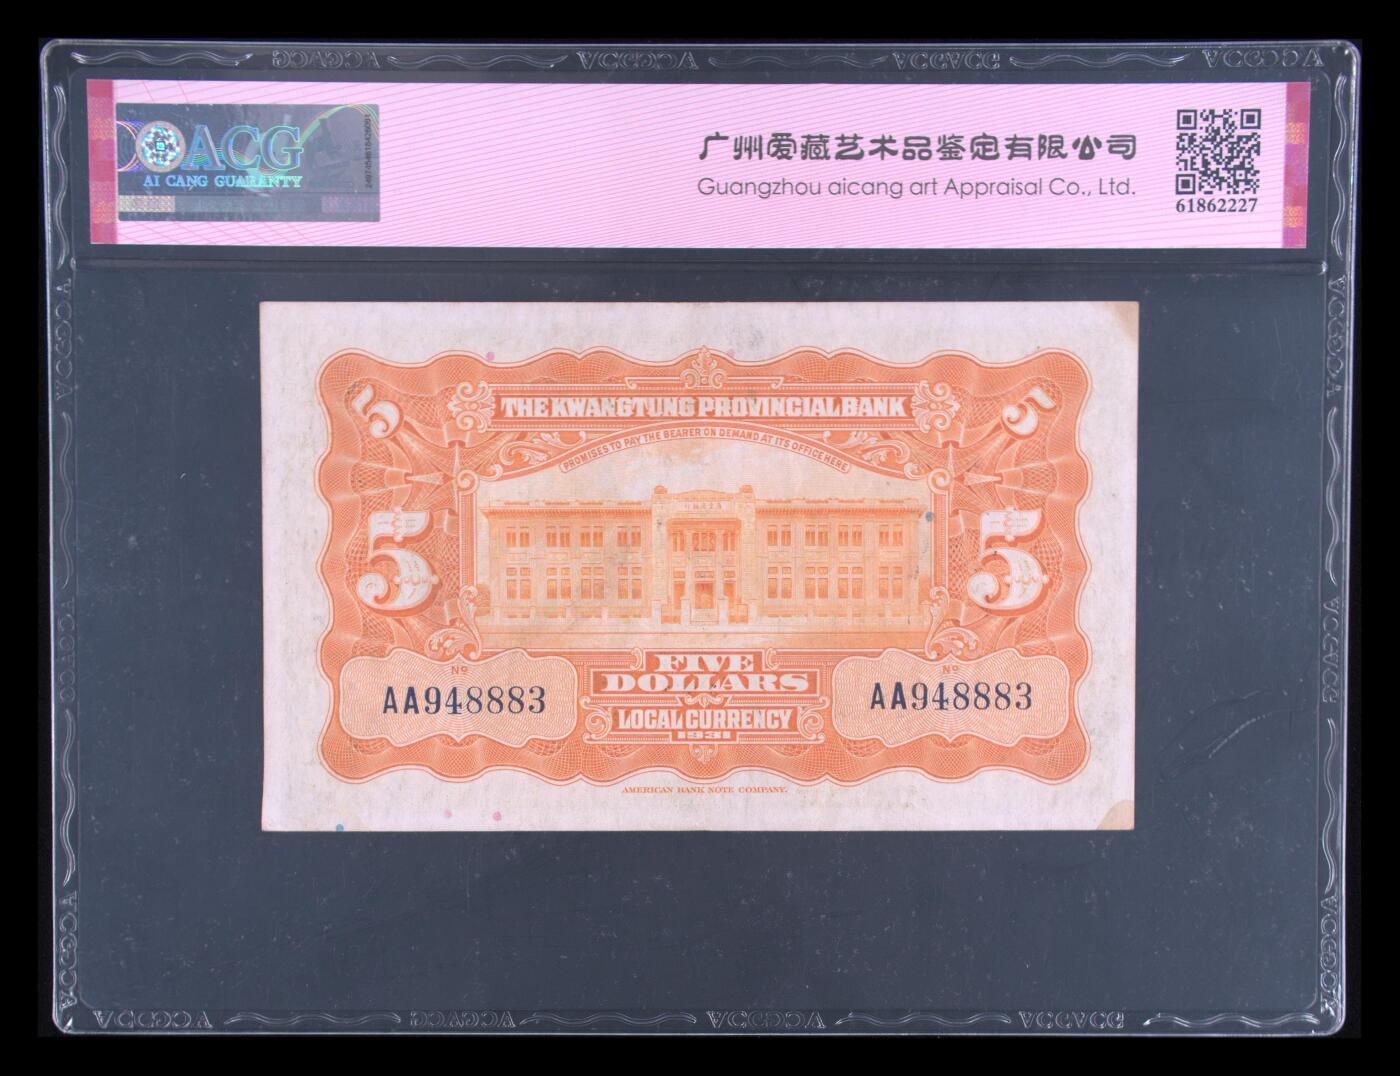 ACG
AI CANG GUARANTY
广州爱藏艺术品鉴定有限公司
Guangzhou aicang art Appraisal Co., Ltd.
61862227
5
5
THE KWANGTUNG PROVINCIAL BANK
PROMISES TO PAY THE BEARER ON DEMAND AT ITS OFFICE HERE
5
5
Nº
AA948883
FIVE
DOLLARS
LOCAL CURRENCY
1931
Nº
AA948883
AMERICAN BANK NOTE COMPANY.